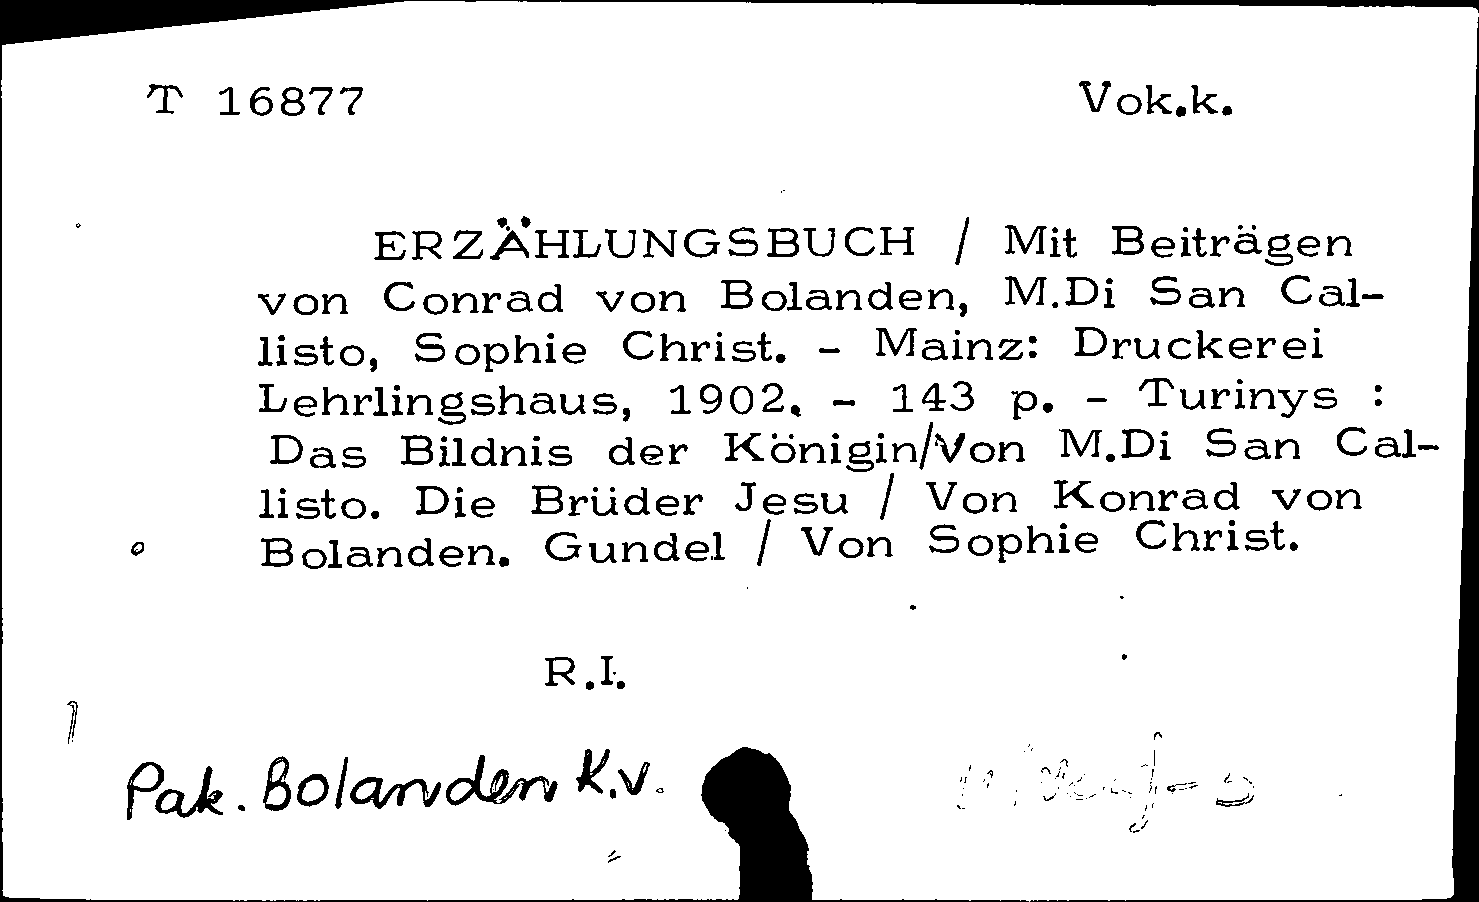 T 16877 Vok.k.
ERZÄHLUNGSBUCH / Mit Beiträgen
von Conrad von Bolanden, M.Di San Cal-
listo, Sophie Christ. - Mainz: Druckerei
Lehrlingshaus, 1902. - 143 p. - Turinys :
Das Bildnis der Königin/Von M.Di San Cal-
listo. Die Brüder Jesu / Von Konrad von
Bolanden. Gundel / Von Sophie Christ.
R.I.
Pak. Bolanden K.v.